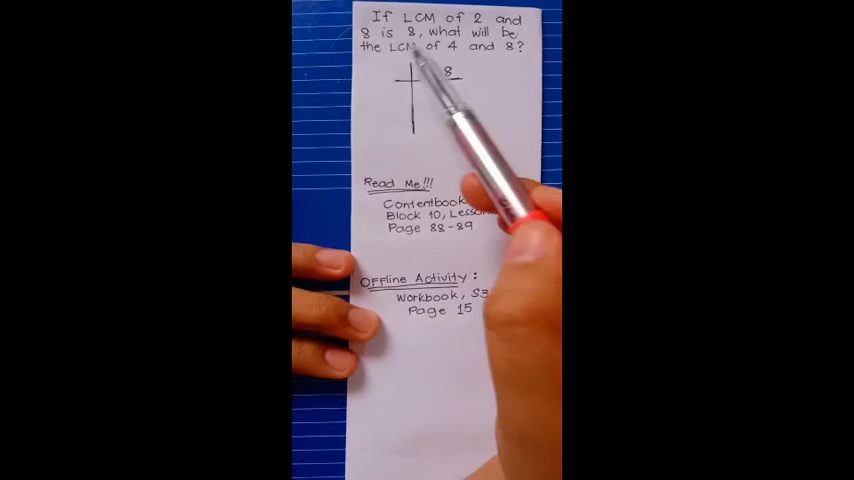 If LCM of 2 and
8 is 8, what will be
the LCM of 4 and 8?
8
Read Me!!!
Contentbook
Block 10, Lesson
Page 88-89
Offline Activity :
Workbook, S3
Page 15